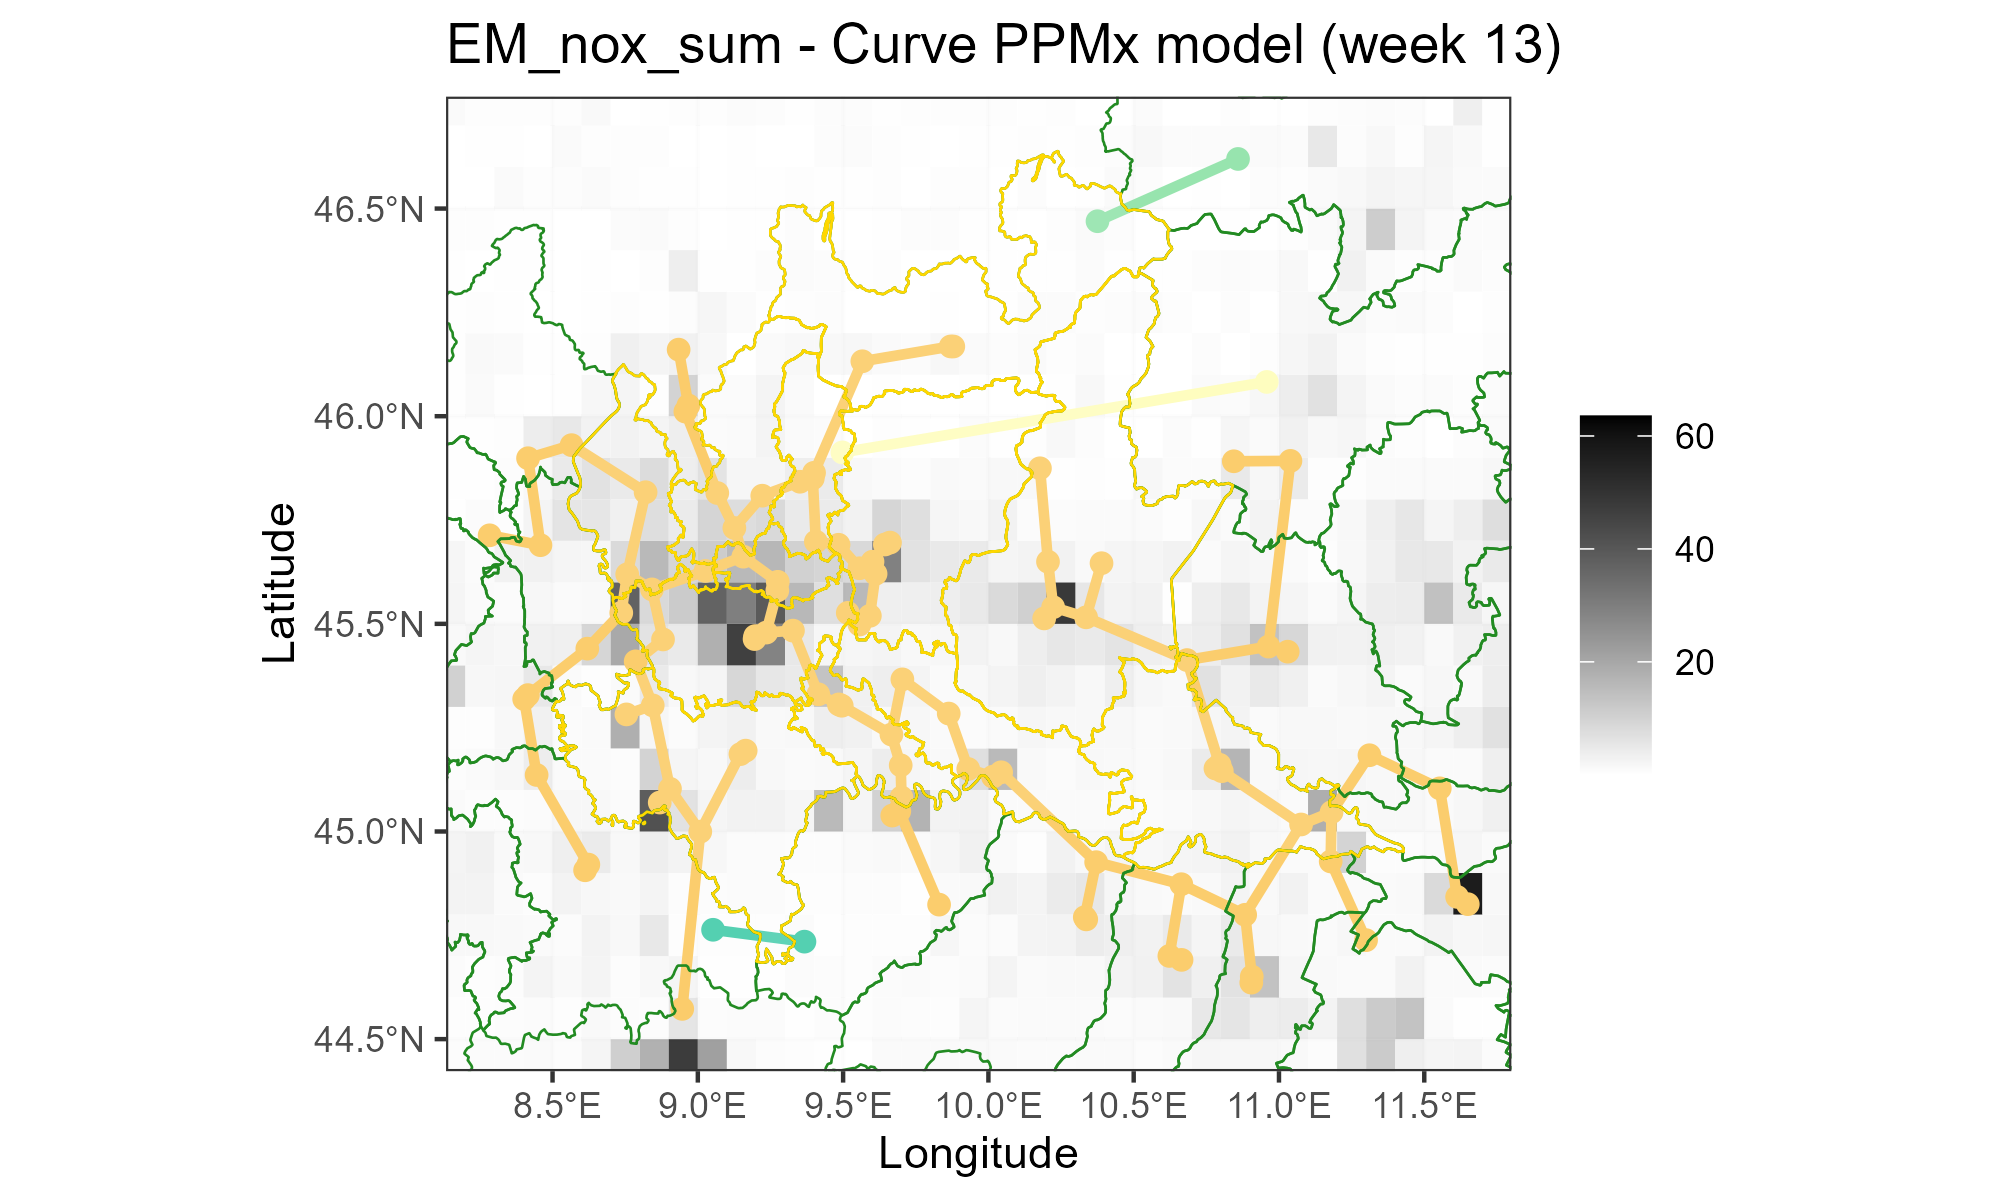 EM_nox_sum - Curve PPMx model (week 13)
46.5°N
46.0°N
45.5°N
45.0°N
44.5°N
Latitude
8.5°E 9.0°E 9.5°E 10.0°E 10.5°E 11.0°E 11.5°E
Longitude
60
40
20